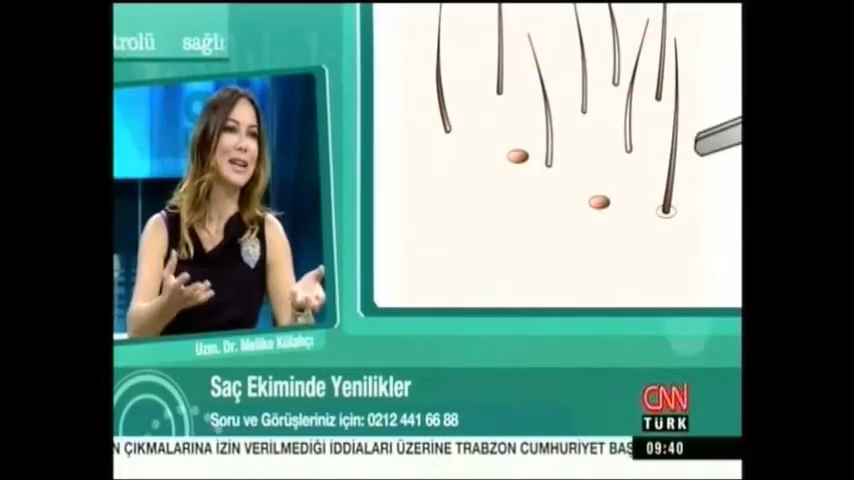 trolü sağlı
Uzm. Dr. Melike Külahçı
Saç Ekiminde Yenilikler
Soru ve Görüşleriniz için: 0212 441 66 88
CNN
TÜRK
N ÇIKMALARINA İZİN VERİLMEDİĞİ İDDİALARI ÜZERİNE TRABZON CUMHURİYET BAŞ
09:40